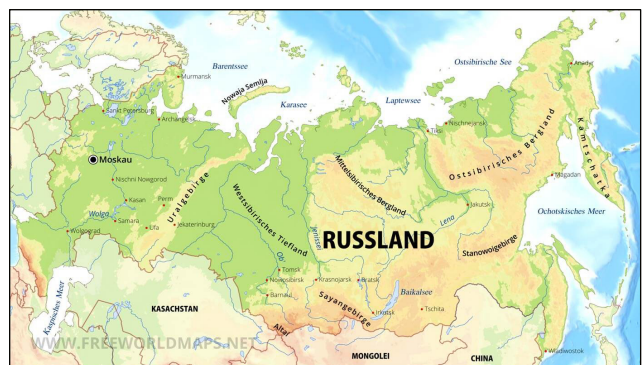 Barentssee
Ostsibirische See
Murmansk
Nowaja Semlja
Karasee
Laptewsee
Anadyr
Sankt Petersburg
Archangelsk
Tiksi
Nischnejansk
Ostsibirisches Bergland
Kamtschatka
Moskau
Mittelsibirisches Bergland
Magadan
Nischni Nowgorod
Uralgebirge
Westsibirisches Tiefland
Kasan
Perm
Jakutsk
Wolga
Samara
Ufa
Jekaterinburg
Jenissei
Lena
Ochotskisches Meer
Wolgograd
RUSSLAND
Stanowoigebirge
Ob
Tomsk
Nowosibirsk
Krasnojarsk
Bratsk
Barnaul
Sayangebirge
Baikalsee
Kaspisches Meer
KASACHSTAN
Irkutsk
Tschita
Altai
WWW.FREEWORLDMAPS.NET
MONGOLEI
CHINA
Wladiwostok